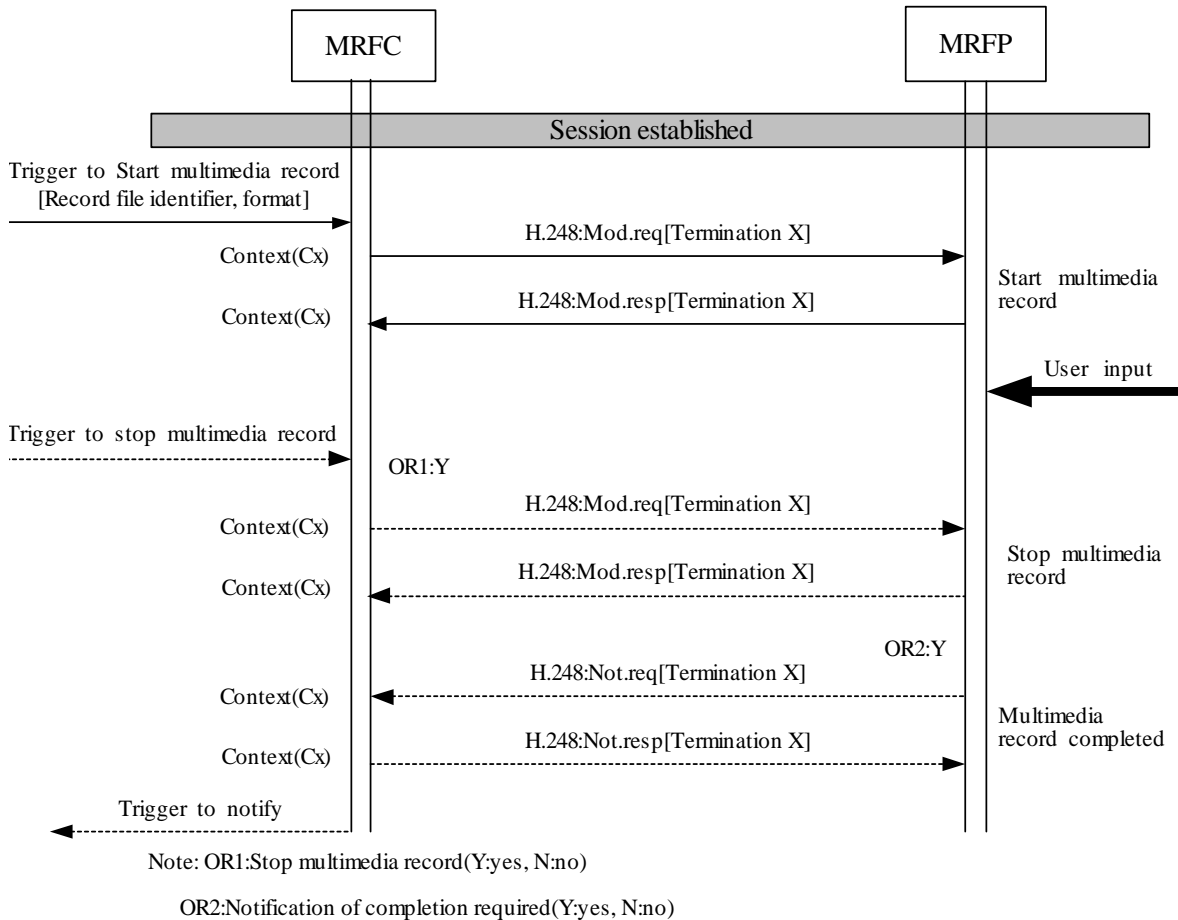 MRFC
MRFP
Session established
Trigger to Start multimedia record
[Record file identifier, format]
H.248:Mod.req[Termination X]
Context(Cx)
Start multimedia
record
H.248:Mod.resp[Termination X]
Context(Cx)
User input
Trigger to stop multimedia record
OR1:Y
H.248:Mod.req[Termination X]
Context(Cx)
Stop multimedia
record
H.248:Mod.resp[Termination X]
Context(Cx)
OR2:Y
H.248:Not.req[Termination X]
Context(Cx)
Multimedia
record completed
H.248:Not.resp[Termination X]
Context(Cx)
Trigger to notify
Note: OR1:Stop multimedia record(Y:yes, N:no)
OR2:Notification of completion required(Y:yes, N:no)